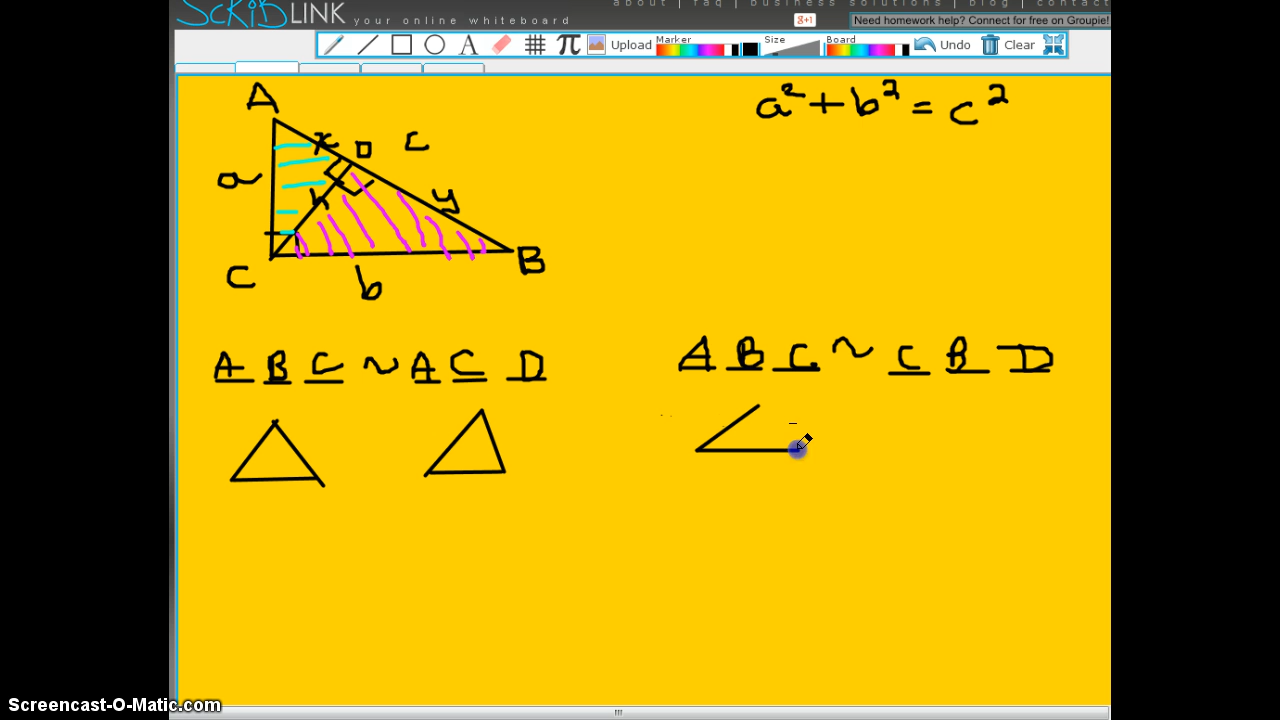 SCRIBLINK your online whiteboard
about | faq | business solutions | blog | contact
g+1
Need homework help? Connect for free on Groupie!
A π Upload Marker Size Board Undo Clear
a² + b² = c²
A
x D c
a
h y
B
C
b
A B C ~ A C D
A B C ~ C B D
Screencast-O-Matic.com